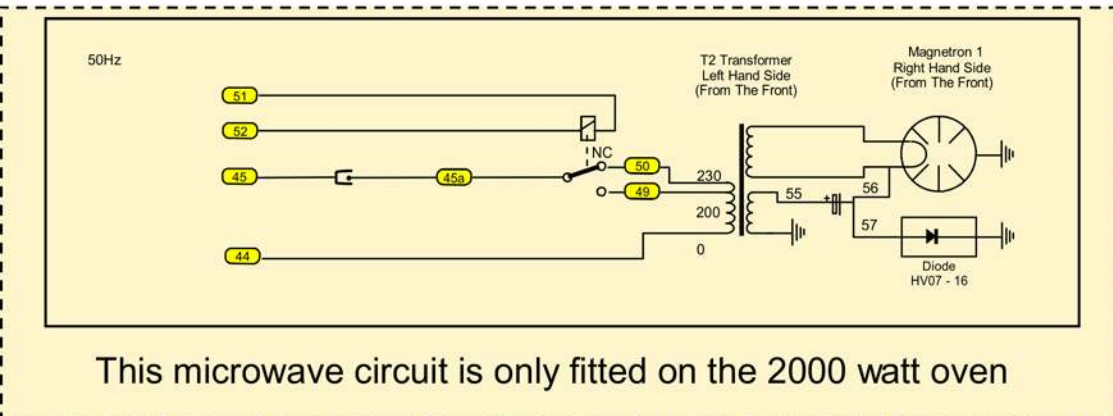 50Hz
T2 Transformer
Left Hand Side
(From The Front)
Magnetron 1
Right Hand Side
(From The Front)
51
52
NC
45
45a
50
49
230
200
0
55
+
56
57
44
Diode
HV07 - 16
This microwave circuit is only fitted on the 2000 watt oven